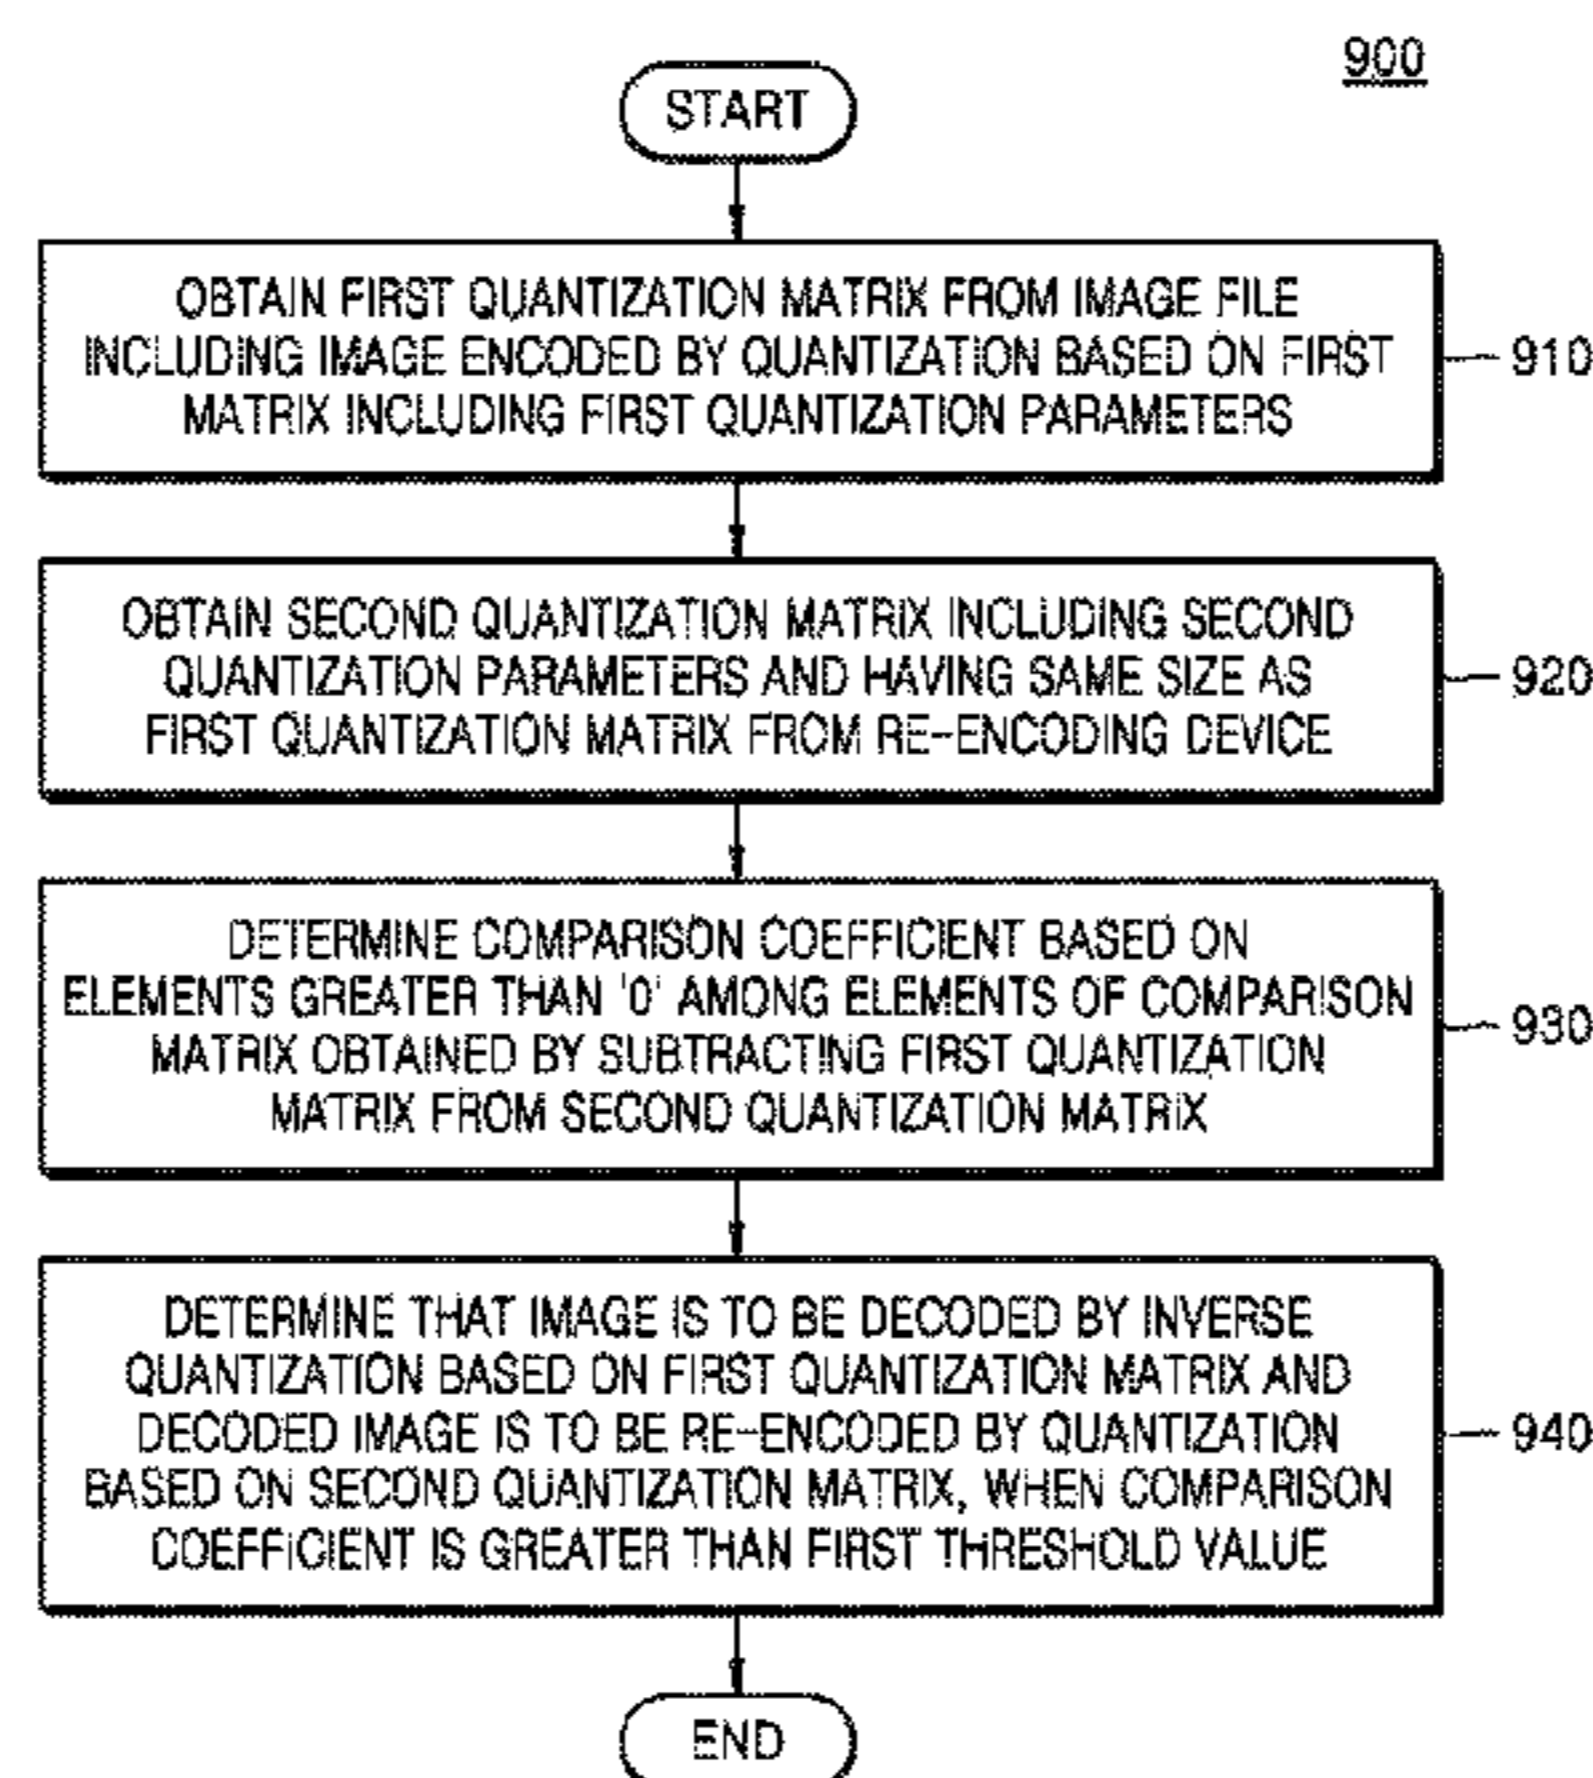 900
START
OBTAIN FIRST QUANTIZATION MATRIX FROM IMAGE FILE
INCLUDING IMAGE ENCODED BY QUANTIZATION BASED ON FIRST
MATRIX INCLUDING FIRST QUANTIZATION PARAMETERS
910
OBTAIN SECOND QUANTIZATION MATRIX INCLUDING SECOND
QUANTIZATION PARAMETERS AND HAVING SAME SIZE AS
FIRST QUANTIZATION MATRIX FROM RE-ENCODING DEVICE
920
DETERMINE COMPARISON COEFFICIENT BASED ON
ELEMENTS GREATER THAN '0' AMONG ELEMENTS OF COMPARISON
MATRIX OBTAINED BY SUBTRACTING FIRST QUANTIZATION
MATRIX FROM SECOND QUANTIZATION MATRIX
930
DETERMINE THAT IMAGE IS TO BE DECODED BY INVERSE
QUANTIZATION BASED ON FIRST QUANTIZATION MATRIX AND
DECODED IMAGE IS TO BE RE-ENCODED BY QUANTIZATION
BASED ON SECOND QUANTIZATION MATRIX, WHEN COMPARISON
COEFFICIENT IS GREATER THAN FIRST THRESHOLD VALUE
940
END